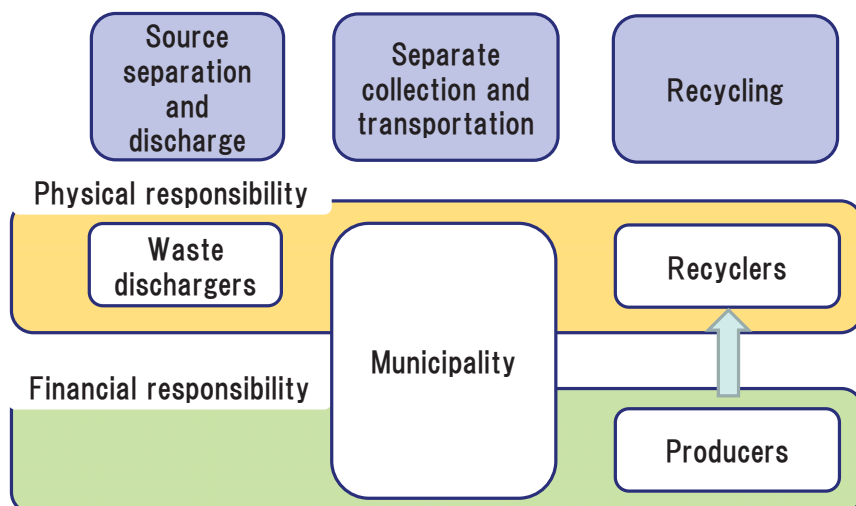 Source
separation
and
discharge
Separate
collection and
transportation
Recycling
Physical responsibility
Waste
dischargers
Municipality
Recyclers
Financial responsibility
Producers